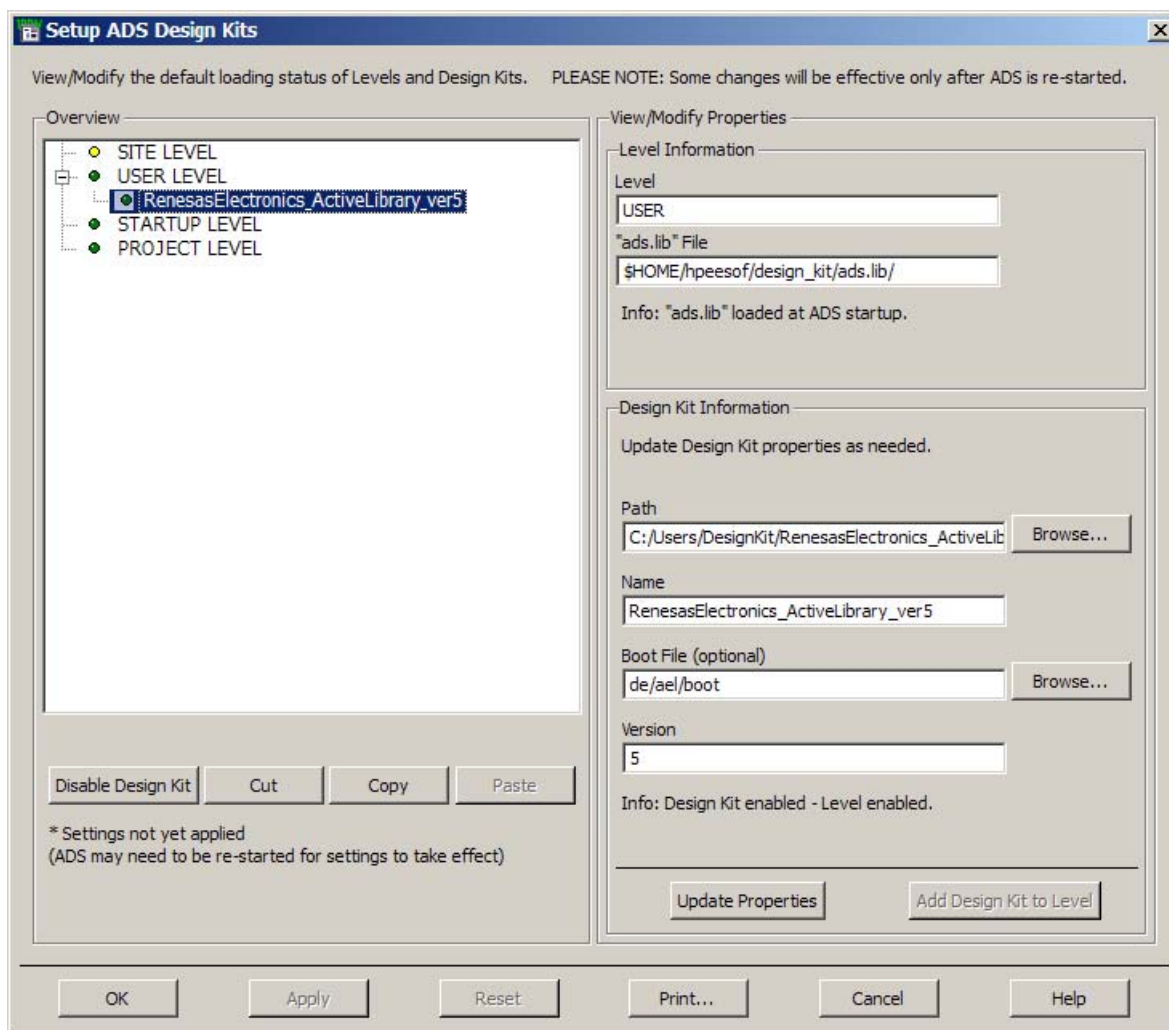 Setup ADS Design Kits
View/Modify the default loading status of Levels and Design Kits. PLEASE NOTE: Some changes will be effective only after ADS is re-started.
Overview
SITE LEVEL
USER LEVEL
RenesasElectronics_ActiveLibrary_ver5
STARTUP LEVEL
PROJECT LEVEL
Disable Design Kit
Cut
Copy
Paste
* Settings not yet applied
(ADS may need to be re-started for settings to take effect)
View/Modify Properties
Level Information
Level
USER
"ads.lib" File
$HOME/hpeesof/design_kit/ads.lib/
Info: "ads.lib" loaded at ADS startup.
Design Kit Information
Update Design Kit properties as needed.
Path
C:/Users/DesignKit/RenesasElectronics_ActiveLib
Browse...
Name
RenesasElectronics_ActiveLibrary_ver5
Boot File (optional)
de/ael/boot
Browse...
Version
5
Info: Design Kit enabled - Level enabled.
Update Properties
Add Design Kit to Level
OK
Apply
Reset
Print...
Cancel
Help